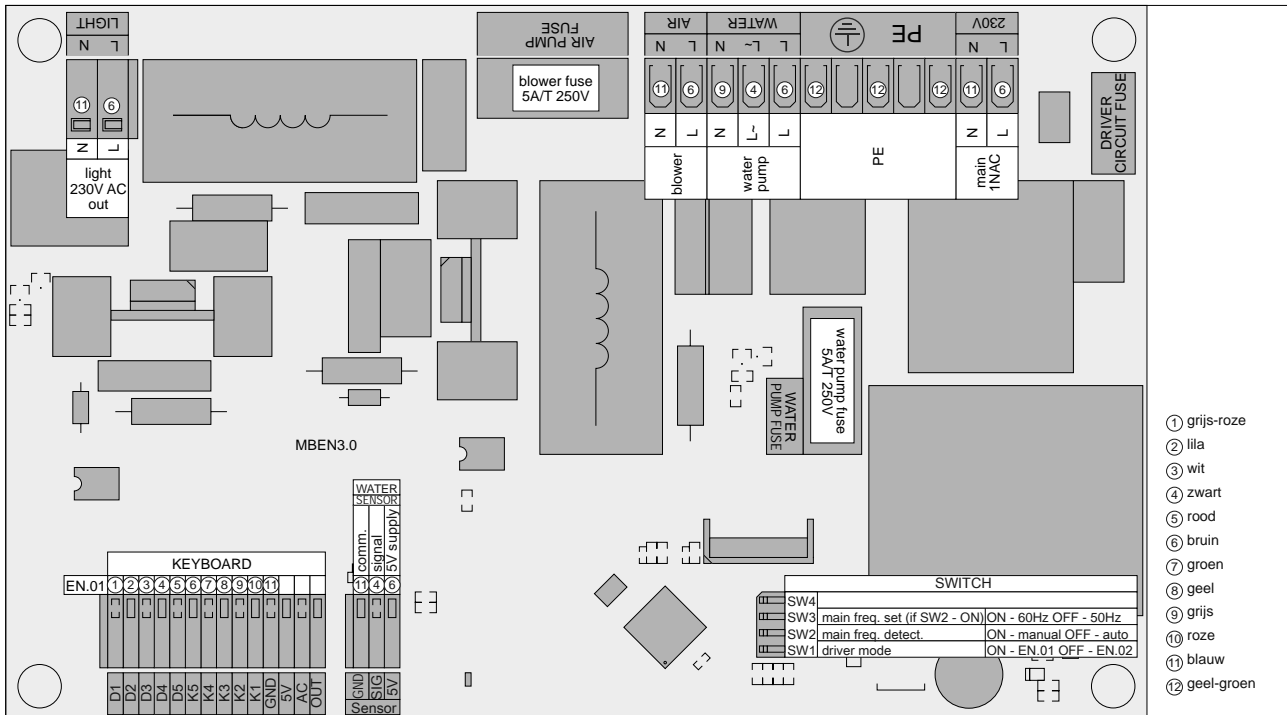 LIGHT
N L
11 6
N L
light
230V AC
out
AIR PUMP
FUSE
blower fuse
5A/T 250V
AIR WATER PE 230V
N L N L~ L N L
11 6 9 4 6 12 12 12 11 6
N L N L~ L N L
blower
water
pump
PE
main
1NAC
DRIVER
CIRCUIT FUSE
water pump fuse
5A/T 250V
WATER
PUMP FUSE
MBEN3.0
WATER
SENSOR
comm.
signal
5V supply
11 4 6
GND SIG 5V
Sensor
KEYBOARD
EN.01 1 2 3 4 5 6 7 8 9 10 11
D1 D2 D3 D4 D5 K5 K4 K3 K2 K1 GND 5V AC OUT
SWITCH
SW4
SW3 main freq. set (if SW2 - ON) ON - 60Hz OFF - 50Hz
SW2 main freq. detect. ON - manual OFF - auto
SW1 driver mode ON - EN.01 OFF - EN.02
1 grijs-roze
2 lila
3 wit
4 zwart
5 rood
6 bruin
7 groen
8 geel
9 grijs
10 roze
11 blauw
12 geel-groen